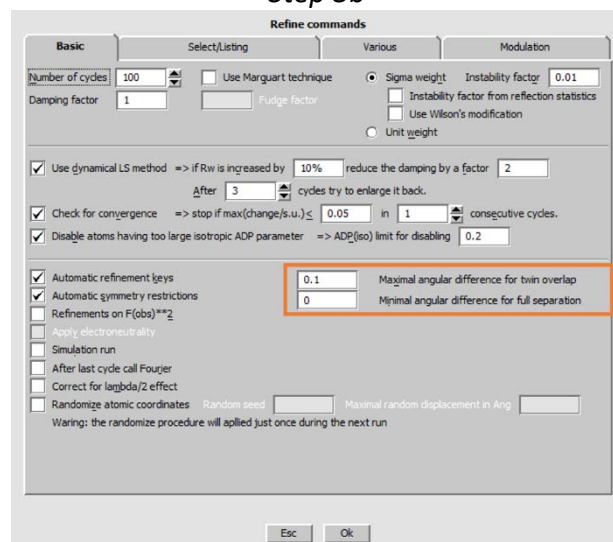 Step 5b
Refine commands
Basic Select/Listing Various Modulation
Number of cycles 100 Use Marquart technique Sigma weight Instability factor 0.01
Damping factor 1 Fudge factor Instability factor from reflection statistics
Use Wilson's modification
Unit weight
Use dynamical LS method => if Rw is increased by 10% reduce the damping by a factor 2
After 3 cycles try to enlarge it back.
Check for convergence => stop if max(change/s.u.)< 0.05 in 1 consecutive cycles.
Disable atoms having too large isotropic ADP parameter => ADP(iso) limit for disabling 0.2
Automatic refinement keys 0.1 Maximal angular difference for twin overlap
Automatic symmetry restrictions 0 Minimal angular difference for full separation
Refinements on F(obs)**2
Apply electroneutrality
Simulation run
After last cycle call Fourier
Correct for lambda/2 effect
Randomize atomic coordinates Random seed Maximal random displacement in Ang
Waring: the randomize procedure will apllied just once during the next run
Esc Ok